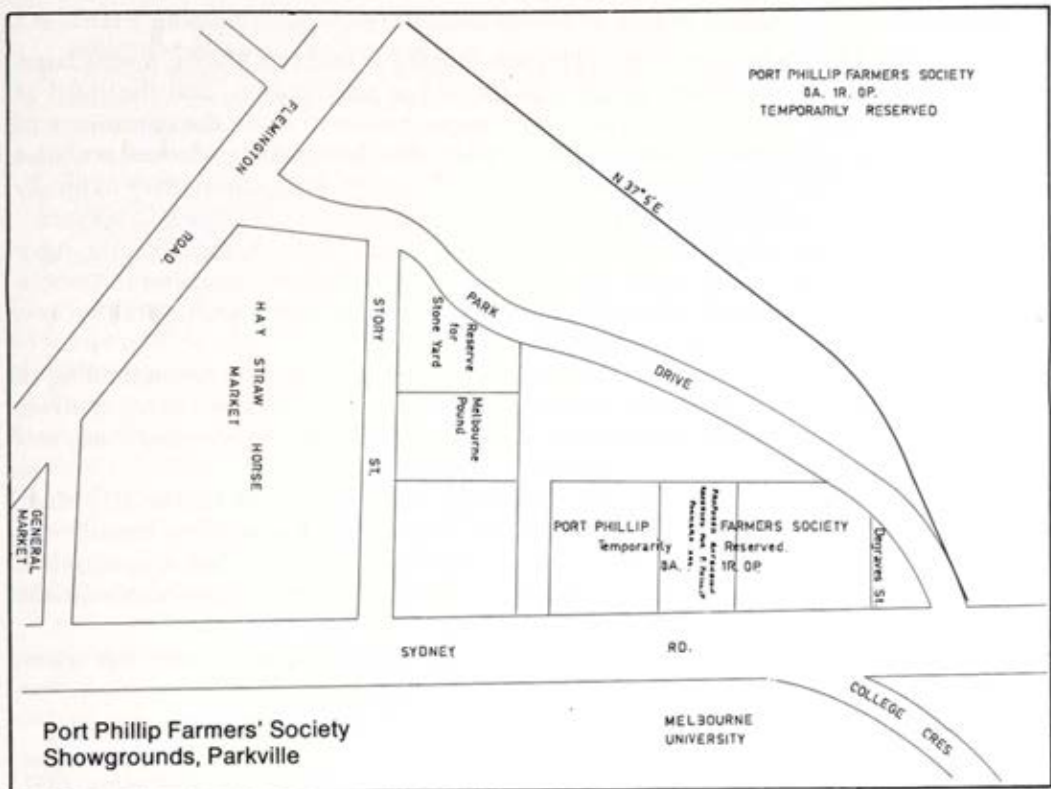 PORT PHILLIP FARMERS SOCIETY
8A. 1R. 0P.
TEMPORARILY RESERVED
FLEMINGTON
ROAD.
N 37° 5' E
PARK
DRIVE
STORY
ST.
Reserve
for
Stone Yard
Melbourne
Pound
HAY STRAW HORSE
MARKET
GENERAL
MARKET
PORT PHILLIP FARMERS SOCIETY
Temporarily Reserved.
8A. 1R. 0P
Degraves St.
SYDNEY RD.
COLLEGE CRES
MELBOURNE
UNIVERSITY
Port Phillip Farmers' Society
Showgrounds, Parkville